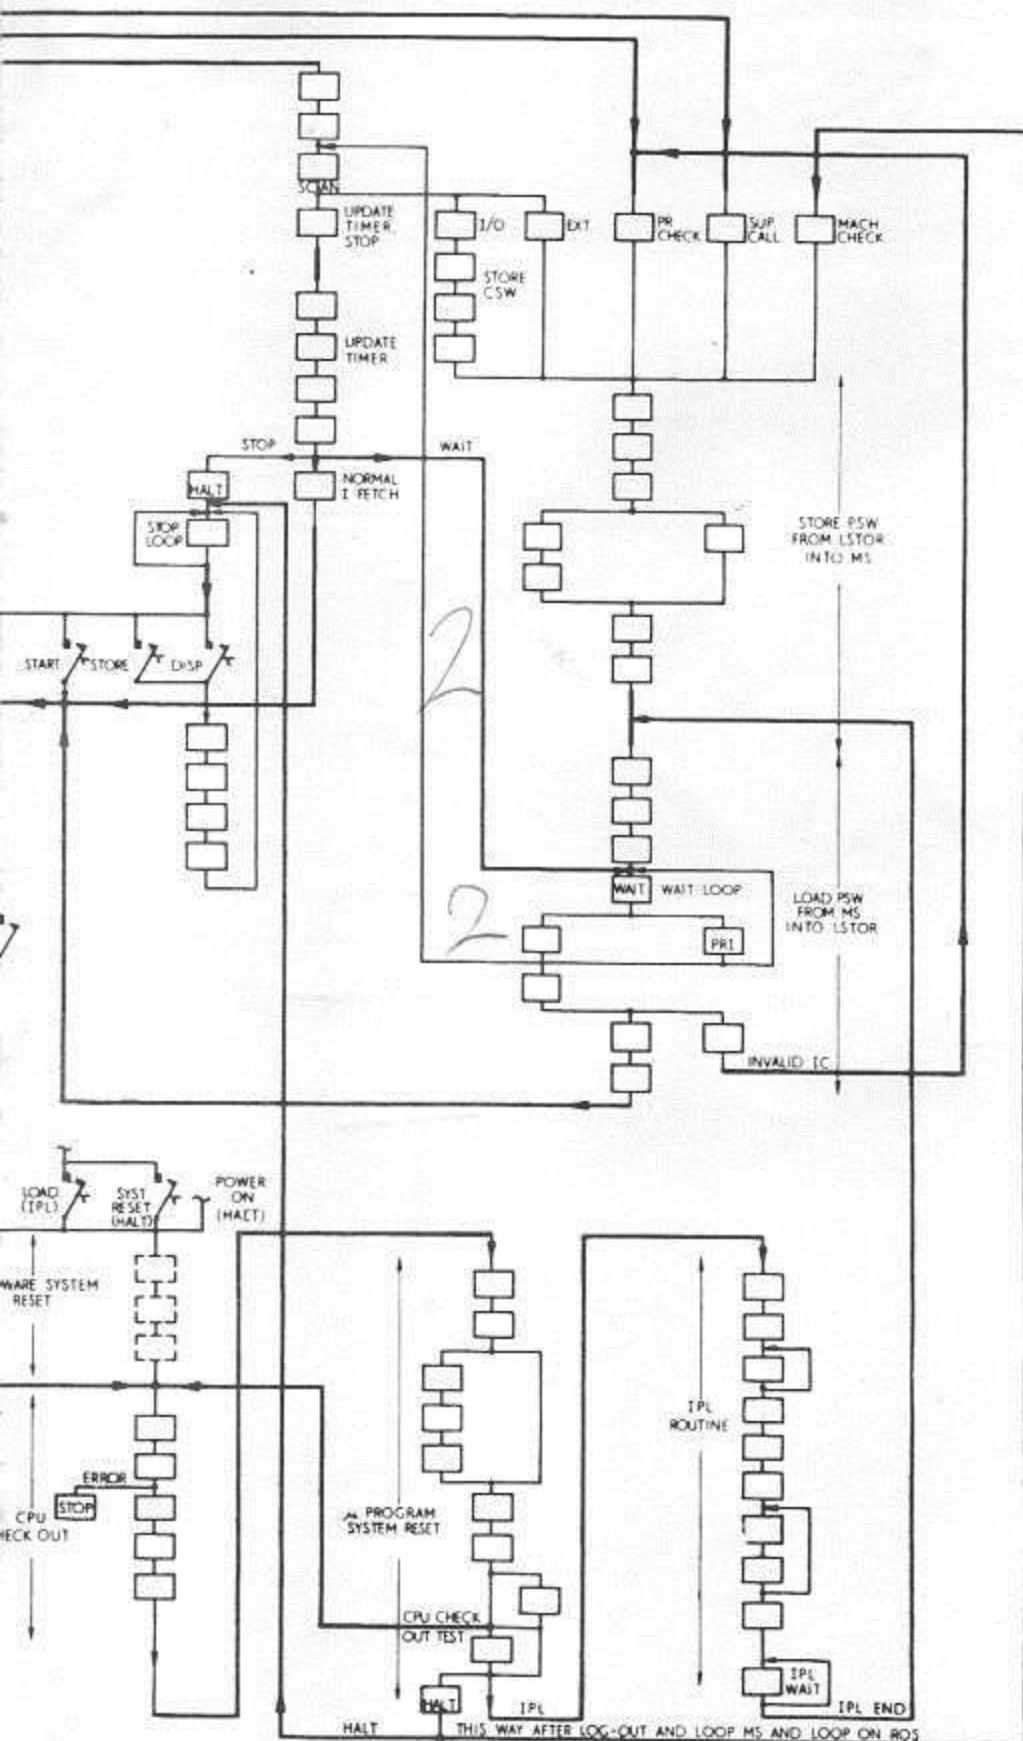 SCAN
UPDATE
TIMER,
STOP
I/O
EXT
PR
CHECK
SUP
CALL
MACH
CHECK
STORE
CSW
UPDATE
TIMER
STOP
WAIT
HALT
NORMAL
I FETCH
STOP
LOOP
STORE PSW
FROM LSTOR
INTO MS
START
STORE
DISP
2
WAIT
WAIT LOOP
2
PRI
LOAD PSW
FROM MS
INTO LSTOR
INVALID IC
LOAD
(IPL)
SYST
RESET
(HALT)
POWER
ON
(HALT)
WARE SYSTEM
RESET
IPL
ROUTINE
ERROR
STOP
CPU
HECK OUT
μ PROGRAM
SYSTEM RESET
CPU CHECK
OUT TEST
HALT
IPL
IPL
WAIT
IPL END
HALT
THIS WAY AFTER LOG-OUT AND LOOP MS AND LOOP ON ROS